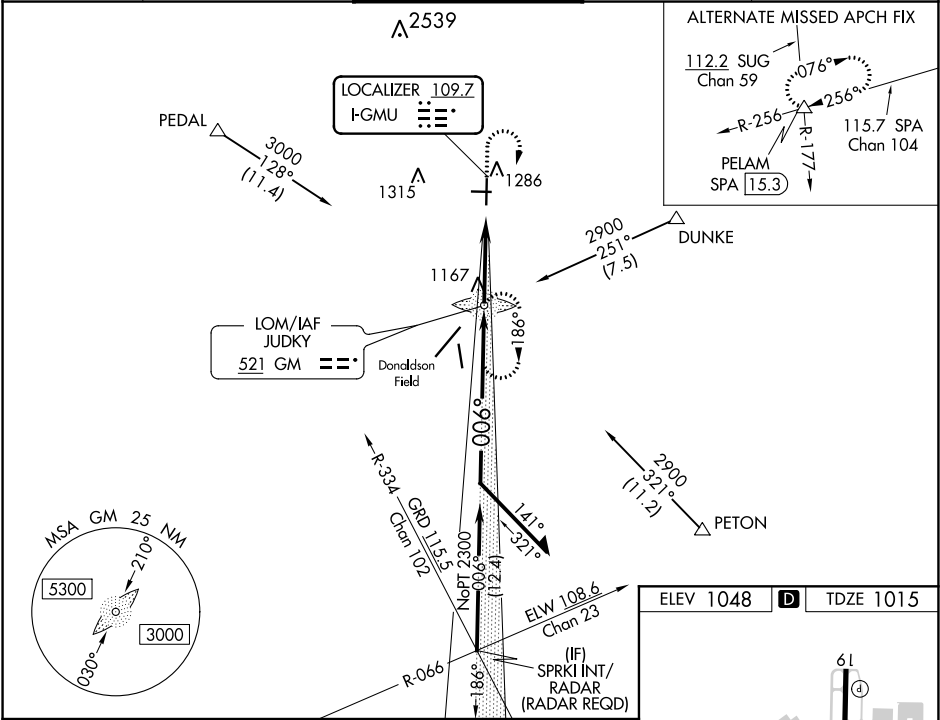 2539
ALTERNATE MISSED APCH FIX
112.2 SUG
Chan 59
076°
256°
R-256
115.7 SPA
Chan 104
R-177
PELAM
SPA 15.3
LOCALIZER 109.7
I-GMU
PEDAL
3000
128°
(11.4)
1315
1286
2900
251°
(7.5)
DUNKE
1167
LOM/IAF
JUDKY
521 GM
186°
Donaldson
Field
006°
R-334
GRD 115.5
Chan 102
NoPT 2300
006°
(12.4)
141°
321°
2900
321°
(11.2)
PETON
MSA GM 25 NM
210°
5300
3000
030°
ELW 108.6
Chan 23
R-066
186°
(IF)
SPRKI INT/
RADAR
(RADAR REQD)
ELEV 1048 D TDZE 1015
19
P